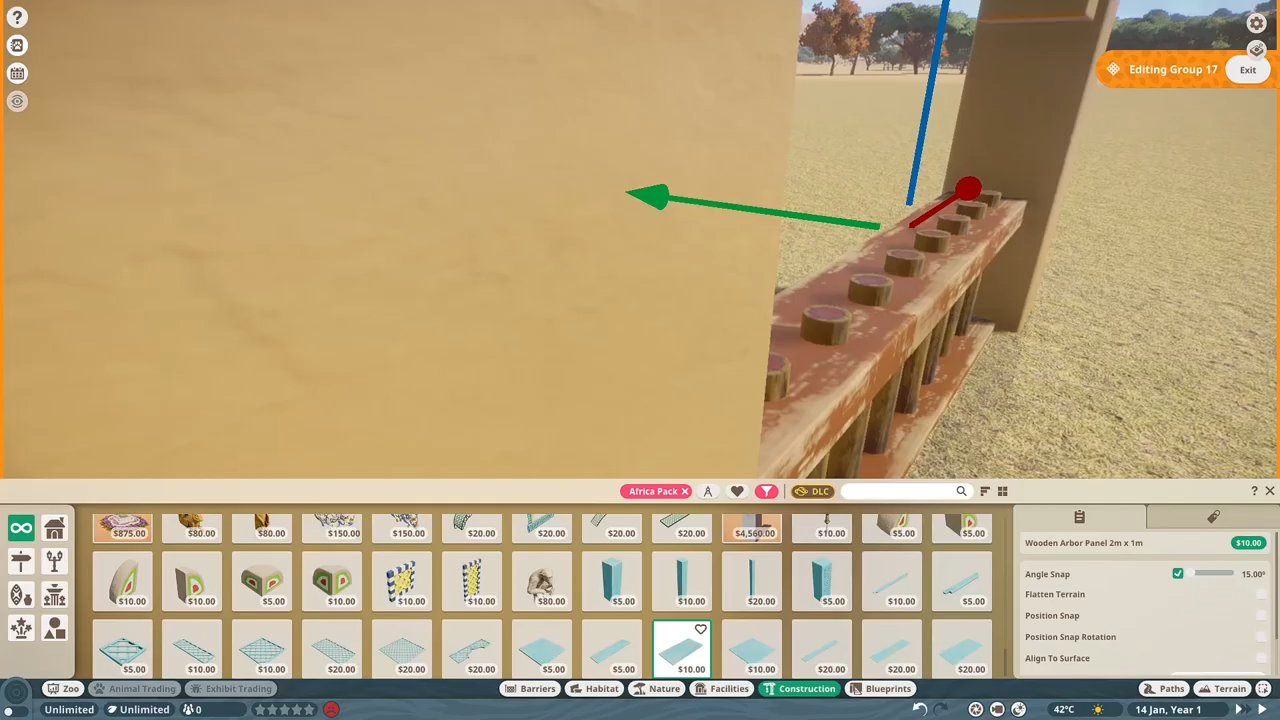 ?
Editing Group 17 Exit
Africa Pack × DLC ? ×
$875.00 $80.00 $80.00 $150.00 $150.00 $20.00 $20.00 $20.00 $20.00 $4,560.00 $10.00 $5.00 $5.00
$10.00 $10.00 $5.00 $10.00 $10.00 $10.00 $80.00 $5.00 $10.00 $20.00 $5.00 $10.00 $5.00
$5.00 $10.00 $10.00 $20.00 $20.00 $20.00 $5.00 $5.00 $10.00 $10.00 $20.00 $20.00 $20.00
Wooden Arbor Panel 2m x 1m $10.00
Angle Snap 15.00°
Flatten Terrain
Position Snap
Position Snap Rotation
Align To Surface
Zoo Animal Trading Exhibit Trading Barriers Habitat Nature Facilities Construction Blueprints Paths Terrain
Unlimited Unlimited 0 42°C 14 Jan, Year 1